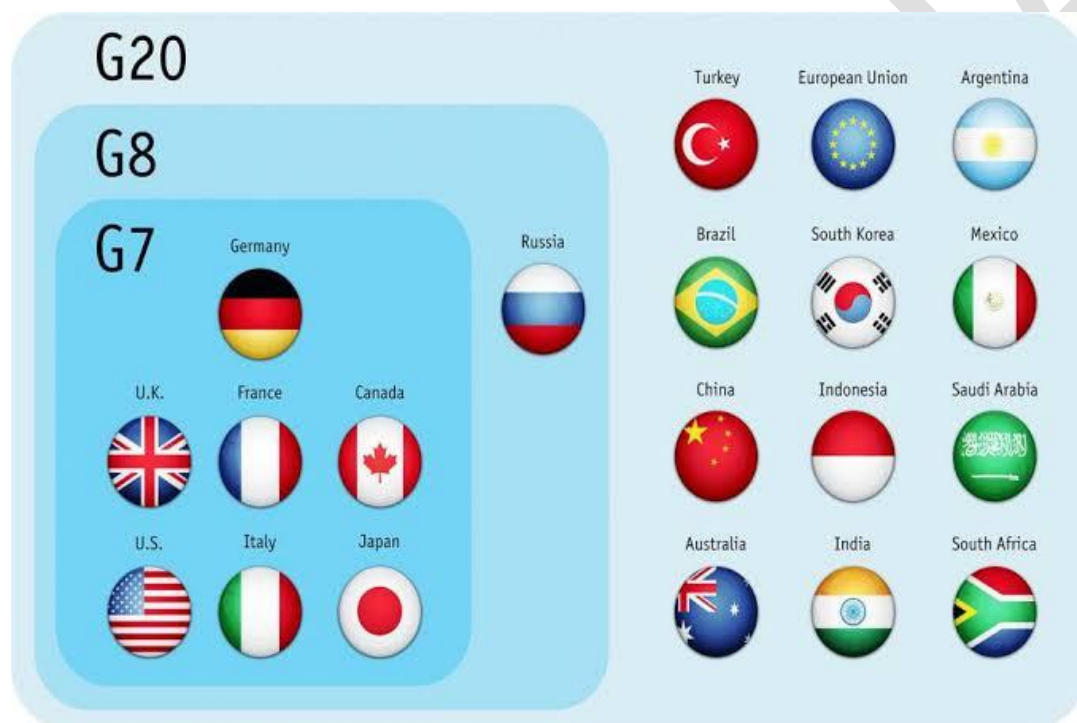 G20
G8
G7
Germany
Russia
U.K.
France
Canada
U.S.
Italy
Japan
Turkey
European Union
Argentina
Brazil
South Korea
Mexico
China
Indonesia
Saudi Arabia
Australia
India
South Africa